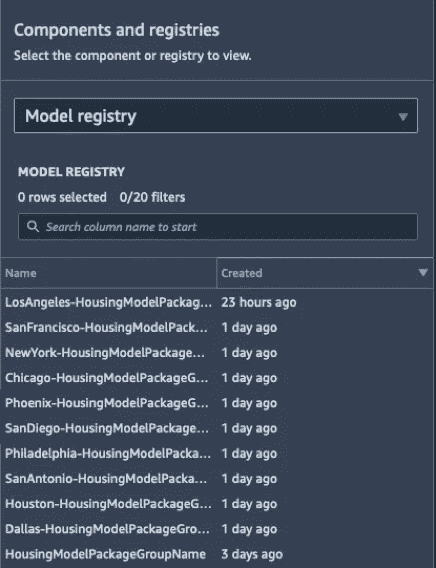 Components and registries
Select the component or registry to view.
Model registry
MODEL REGISTRY
0 rows selected 0/20 filters
Search column name to start
Name Created
LosAngeles-HousingModelPackag... 23 hours ago
SanFrancisco-HousingModelPack... 1 day ago
NewYork-HousingModelPackage... 1 day ago
Chicago-HousingModelPackageG... 1 day ago
Phoenix-HousingModelPackageG... 1 day ago
SanDiego-HousingModelPackage... 1 day ago
Philadelphia-HousingModelPacka... 1 day ago
SanAntonio-HousingModelPacka... 1 day ago
Houston-HousingModelPackageG... 1 day ago
Dallas-HousingModelPackageGro... 1 day ago
HousingModelPackageGroupName 3 days ago